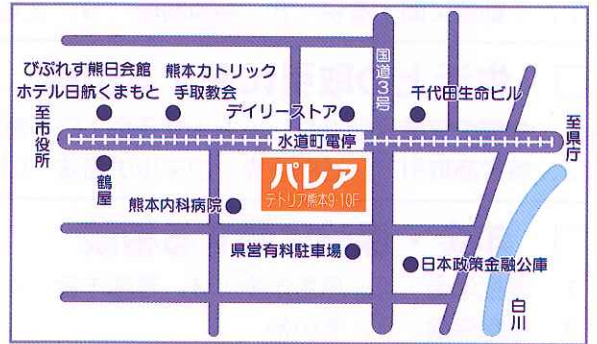 国道3号
びぷれす熊日会館
ホテル日航くまもと
熊本カトリック
手取教会
デイリーストア
千代田生命ビル
至市役所
水道町電停
至県庁
鶴屋
パレア
テトリア熊本9・10F
熊本内科病院
県営有料駐車場
日本政策金融公庫
白川